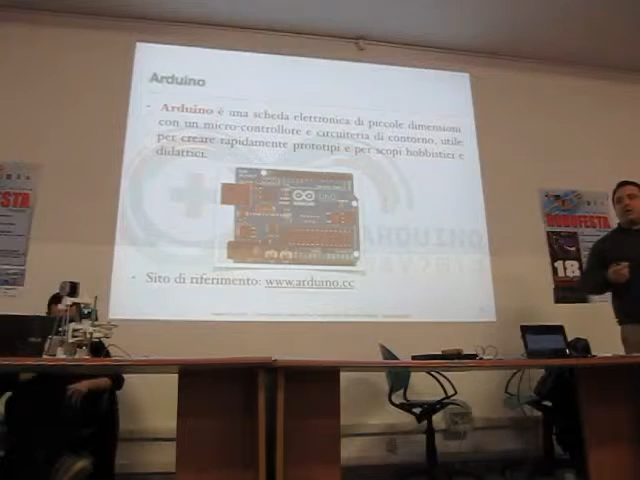 Arduino
- Arduino è una scheda elettronica di piccole dimensioni
con un micro-controllore e circuiteria di contorno, utile
per creare rapidamente prototipi e per scopi hobbistici e
didattici.
UNO
- Sito di riferimento: www.arduino.cc
18